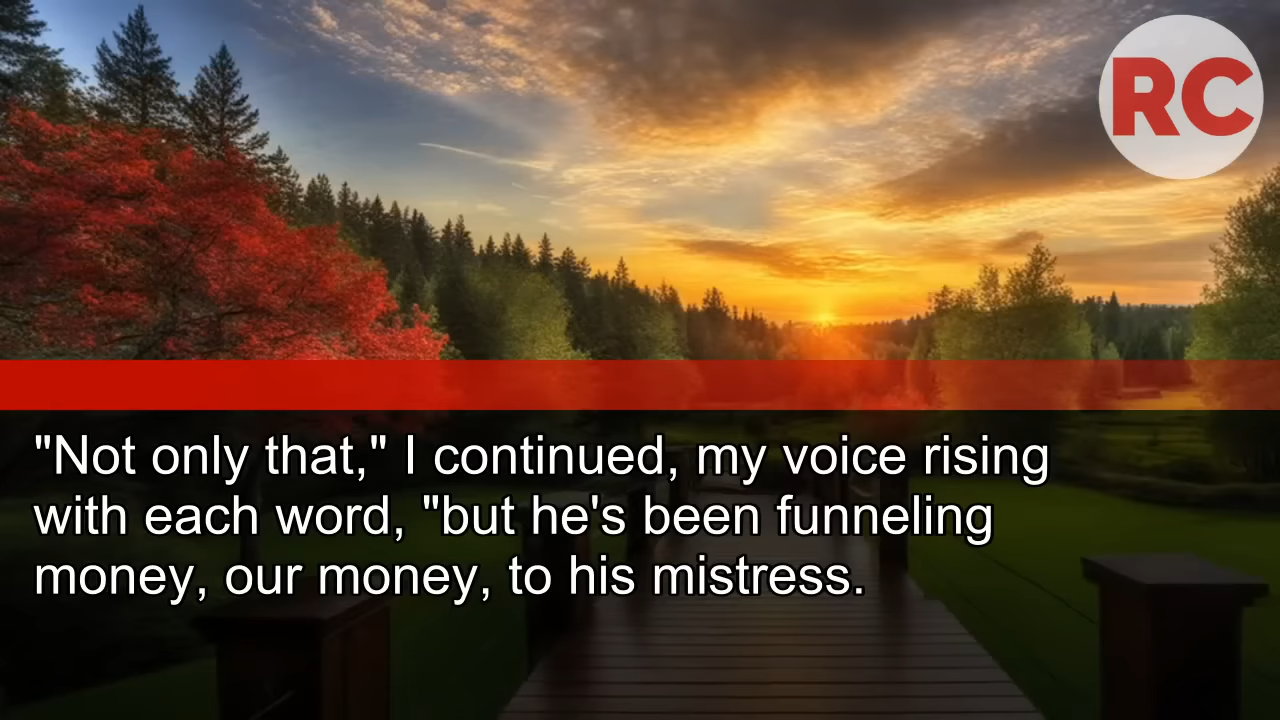 RC
"Not only that," I continued, my voice rising
with each word, "but he's been funneling
money, our money, to his mistress.